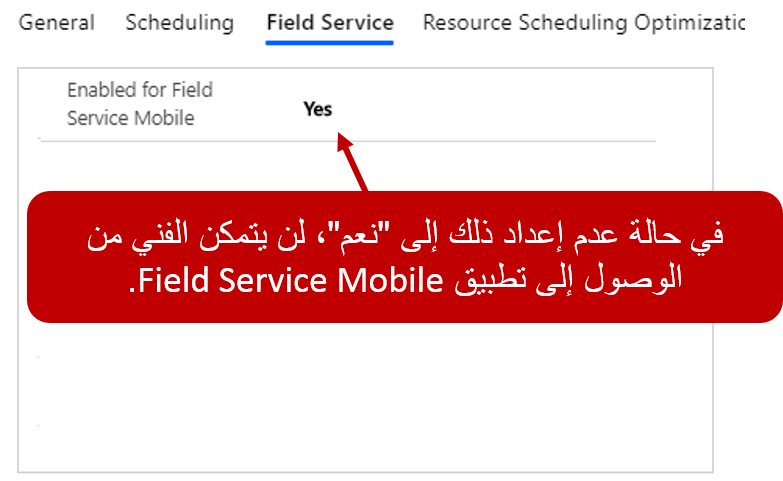 General Scheduling Field Service Resource Scheduling Optimizatic
Enabled for Field
Service Mobile
Yes
في حالة عدم إعداد ذلك إلى "نعم"، لن يتمكن الفني من
الوصول إلى تطبيق Field Service Mobile.